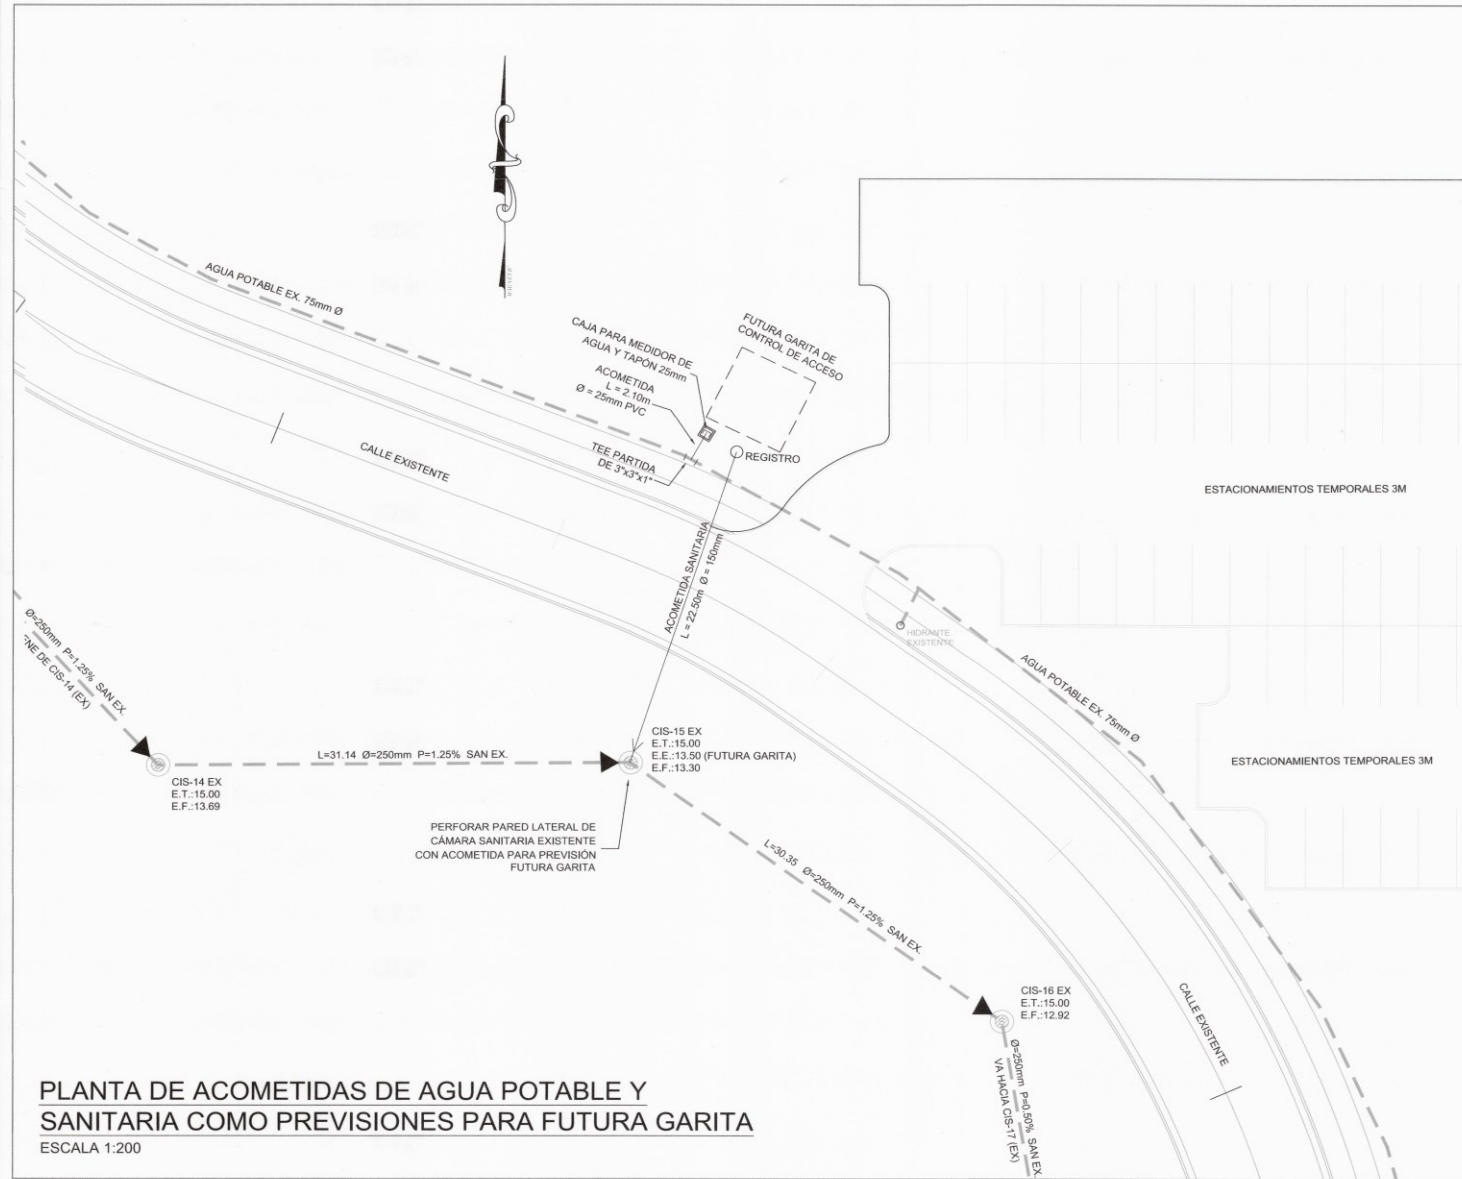 AGUA POTABLE EX. 75mm Ø
CAJA PARA MEDIDOR DE
AGUA Y TAPÓN 25mm
FUTURA GARITA DE
CONTROL DE ACCESO
ACOMETIDA
L = 2.10m
Ø = 25mm PVC
TEE PARTIDA
DE 3"x3"x1"
REGISTRO
CALLE EXISTENTE
ESTACIONAMIENTOS TEMPORALES 3M
ACOMETIDA SANITARIA
L = 22.50m Ø = 150mm
HIDRANTE
EXISTENTE
AGUA POTABLE EX. 75mm Ø
Ø=250mm P=1.25% SAN EX.
ENE DE CIS-14 (EX)
CIS-14 EX
E.T.:15.00
E.F.:13.69
L=31.14 Ø=250mm P=1.25% SAN EX.
CIS-15 EX
E.T.:15.00
E.E.:13.50 (FUTURA GARITA)
E.F.:13.30
ESTACIONAMIENTOS TEMPORALES 3M
PERFORAR PARED LATERAL DE
CÁMARA SANITARIA EXISTENTE
CON ACOMETIDA PARA PREVISIÓN
FUTURA GARITA
L=30.35 Ø=250mm P=1.25% SAN EX.
CIS-16 EX
E.T.:15.00
E.F.:12.92
CALLE EXISTENTE
Ø=250mm P=0.50% SAN EX.
VA HACIA CIS-17 (EX)
PLANTA DE ACOMETIDAS DE AGUA POTABLE Y
SANITARIA COMO PREVISIONES PARA FUTURA GARITA
ESCALA 1:200